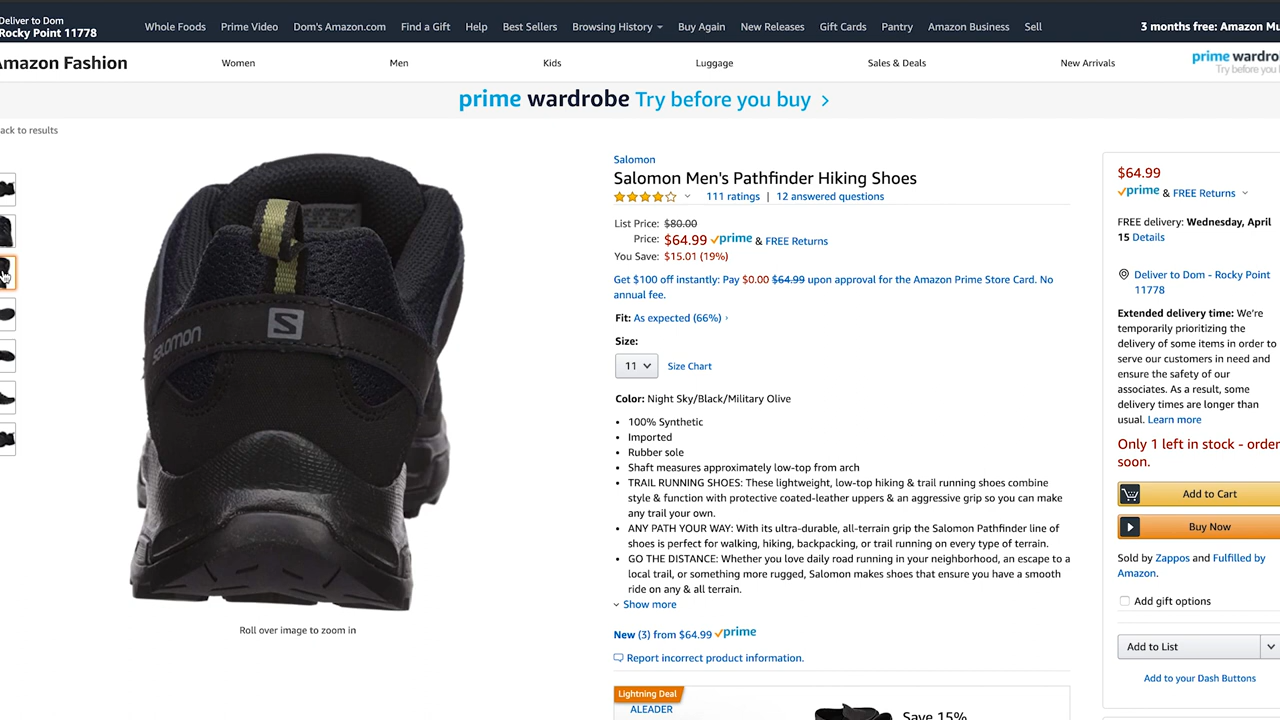 Deliver to Dom
Rocky Point 11778
Whole Foods Prime Video Dom's Amazon.com Find a Gift Help Best Sellers Browsing History Buy Again New Releases Gift Cards Pantry Amazon Business Sell
3 months free: Amazon Mu
Amazon Fashion
Women Men Kids Luggage Sales & Deals New Arrivals
prime wardro
Try before you
prime wardrobe Try before you buy
ack to results
salomon
S
Roll over image to zoom in
Salomon
Salomon Men's Pathfinder Hiking Shoes
111 ratings | 12 answered questions
List Price: $80.00
Price: $64.99 prime & FREE Returns
You Save: $15.01 (19%)
Get $100 off instantly: Pay $0.00 $64.99 upon approval for the Amazon Prime Store Card. No
annual fee.
Fit: As expected (66%)
Size:
11 Size Chart
Color: Night Sky/Black/Military Olive
• 100% Synthetic
• Imported
• Rubber sole
• Shaft measures approximately low-top from arch
• TRAIL RUNNING SHOES: These lightweight, low-top hiking & trail running shoes combine
style & function with protective coated-leather uppers & an aggressive grip so you can make
any trail your own.
• ANY PATH YOUR WAY: With its ultra-durable, all-terrain grip the Salomon Pathfinder line of
shoes is perfect for walking, hiking, backpacking, or trail running on every type of terrain.
• GO THE DISTANCE: Whether you love daily road running in your neighborhood, an escape to a
local trail, or something more rugged, Salomon makes shoes that ensure you have a smooth
ride on any & all terrain.
Show more
New (3) from $64.99 prime
Report incorrect product information.
Lightning Deal
ALEADER
Save 15%
$64.99
prime & FREE Returns
FREE delivery: Wednesday, April
15 Details
Deliver to Dom - Rocky Point
11778
Extended delivery time: We're
temporarily prioritizing the
delivery of some items in order to
serve our customers in need and
ensure the safety of our
associates. As a result, some
delivery times are longer than
usual. Learn more
Only 1 left in stock - order
soon.
Add to Cart
Buy Now
Sold by Zappos and Fulfilled by
Amazon.
Add gift options
Add to List
Add to your Dash Buttons